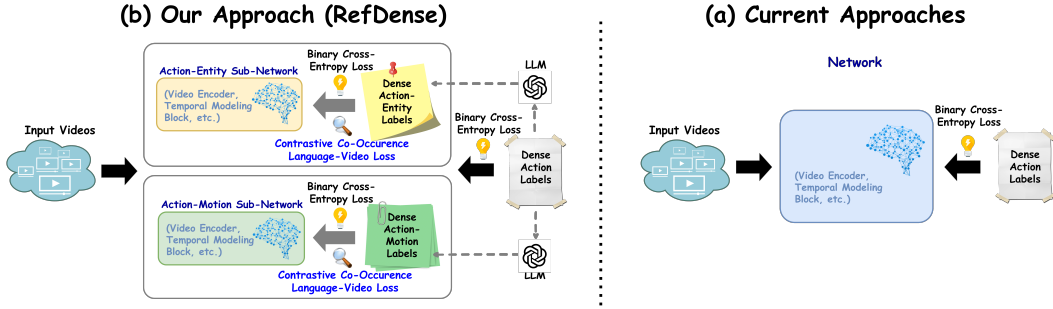 (b) Our Approach (RefDense)
Input Videos
Action-Entity Sub-Network
(Video Encoder,
Temporal Modeling
Block, etc.)
Binary Cross-
Entropy Loss
Dense
Action-
Entity
Labels
Contrastive Co-Occurence
Language-Video Loss
LLM
Binary Cross-
Entropy Loss
Dense
Action
Labels
Action-Motion Sub-Network
(Video Encoder,
Temporal Modeling
Block, etc.)
Binary Cross-
Entropy Loss
Dense
Action-
Motion
Labels
Contrastive Co-Occurence
Language-Video Loss
LLM
(a) Current Approaches
Network
Input Videos
(Video Encoder,
Temporal Modeling
Block, etc.)
Binary Cross-
Entropy Loss
Dense
Action
Labels